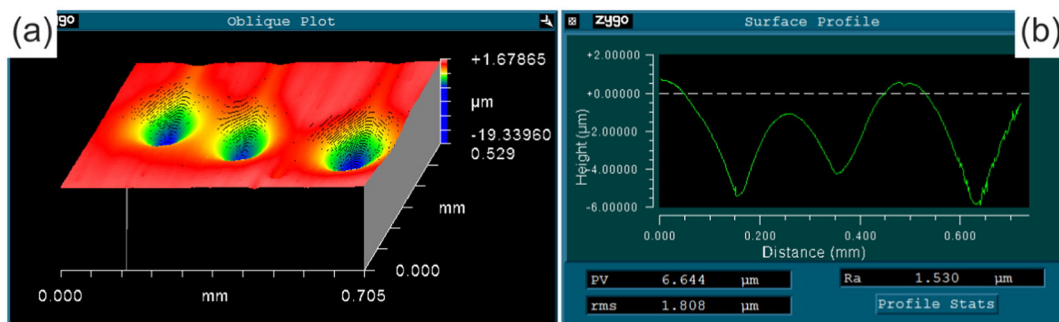 (a)
zygo
Oblique Plot
+1.67865
µm
-19.33960
0.529
mm
0.000
0.000
mm
0.705
(b)
zygo
Surface Profile
+2.00000
+0.00000
-2.00000
-4.00000
-6.00000
Height (µm)
0.000
0.200
0.400
0.600
Distance (mm)
PV 6.644 µm
rms 1.808 µm
Ra 1.530 µm
Profile Stats